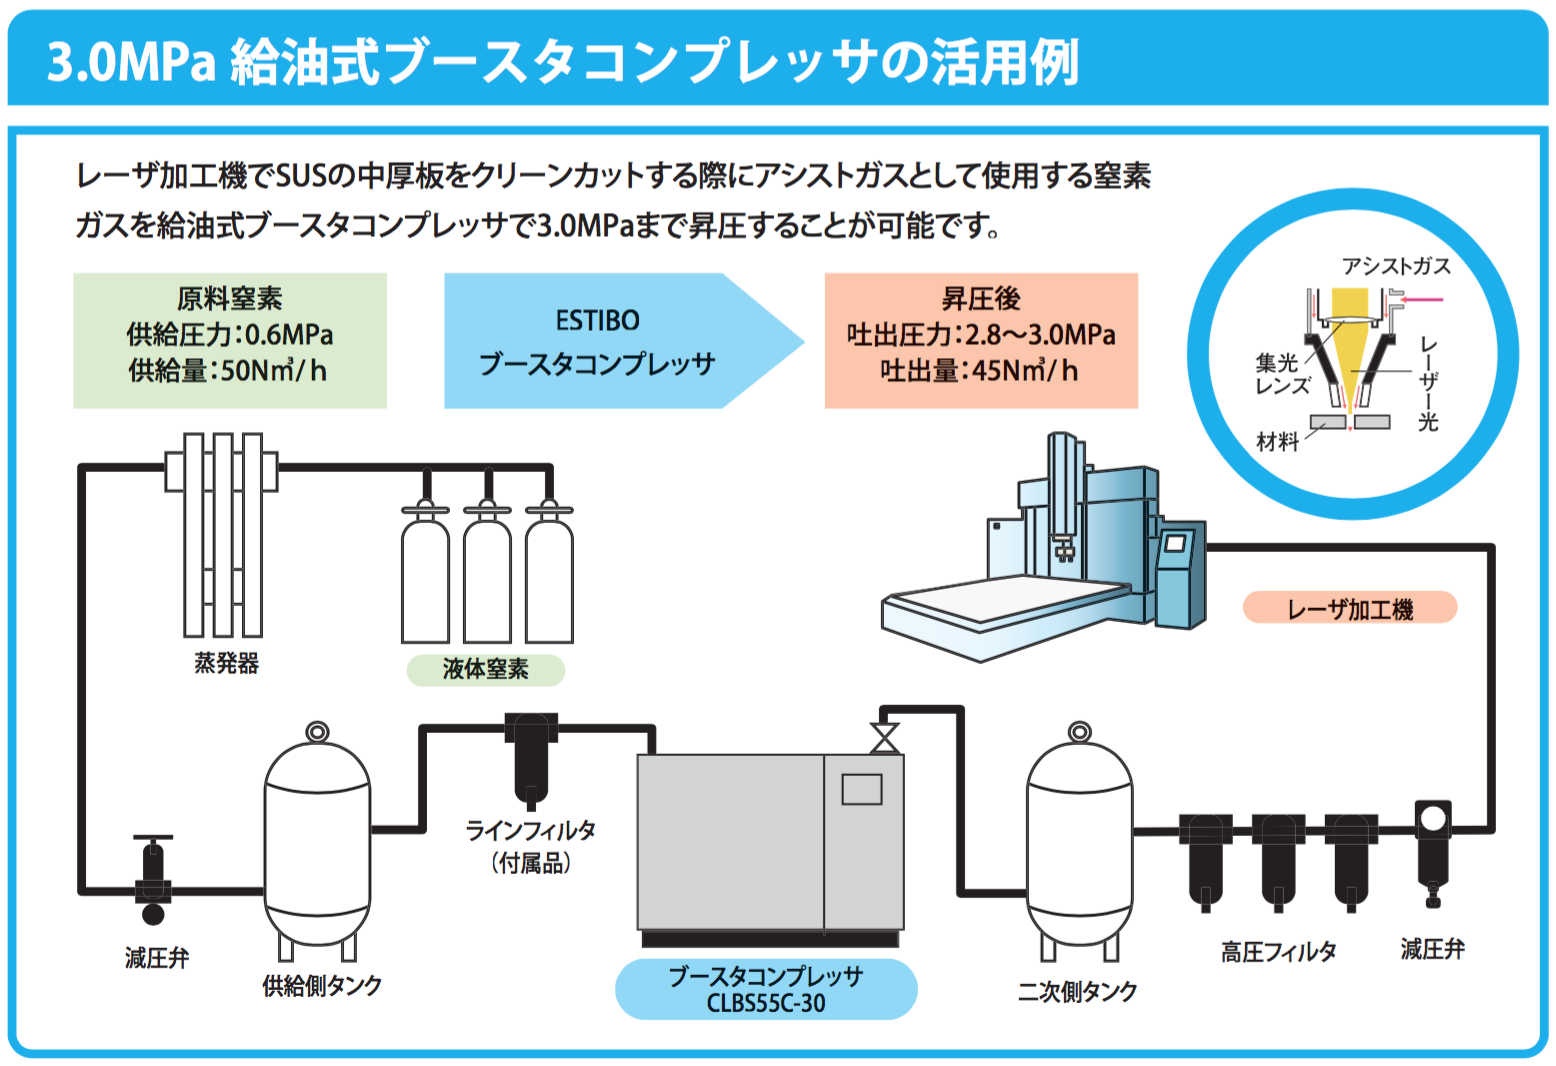 3.0MPa 給油式ブースタコンプレッサの活用例
レーザ加工機でSUSの中厚板をクリーンカットする際にアシストガスとして使用する窒素
ガスを給油式ブースタコンプレッサで3.0MPaまで昇圧することが可能です。
原料窒素
供給圧力：0.6MPa
供給量：50N㎥/h
ESTIBO
ブースタコンプレッサ
昇圧後
吐出圧力：2.8〜3.0MPa
吐出量：45N㎥/h
アシストガス
集光
レンズ
レーザー光
材料
蒸発器
液体窒素
レーザ加工機
ラインフィルタ
（付属品）
減圧弁
供給側タンク
ブースタコンプレッサ
CLBS55C-30
二次側タンク
高圧フィルタ
減圧弁